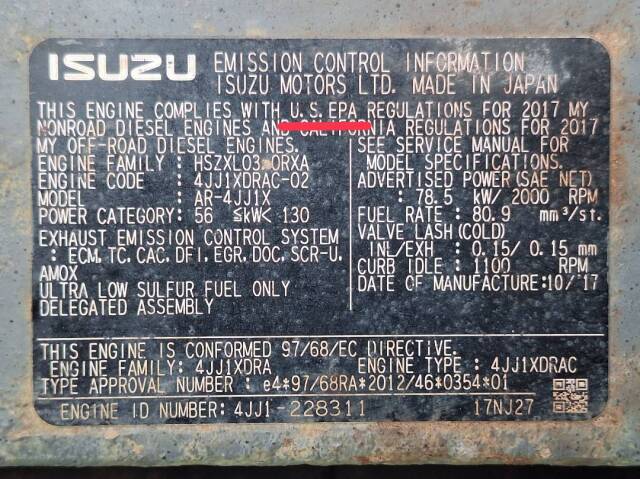 ISUZU EMISSION CONTROL INFORMATION
ISUZU MOTORS LTD. MADE IN JAPAN
THIS ENGINE COMPLIES WITH U.S.EPA REGULATIONS FOR 2017 MY
NONROAD DIESEL ENGINES AND CALIFORNIA REGULATIONS FOR 2017
MY OFF-ROAD DIESEL ENGINES.
ENGINE FAMILY : HSZXL03.0RXA
ENGINE CODE : 4JJ1XDRAC-02
MODEL : AR-4JJ1X
POWER CATEGORY: 56 ≦kW< 130
EXHAUST EMISSION CONTROL SYSTEM
: ECM, TC, CAC, DFI, EGR, DOC, SCR-U,
AMOX
ULTRA LOW SULFUR FUEL ONLY
DELEGATED ASSEMBLY
SEE SERVICE MANUAL FOR
MODEL SPECIFICATIONS.
ADVERTISED POWER (SAE NET)
: 78.5 kW/ 2000 RPM
FUEL RATE : 80.9 mm³/st.
VALVE LASH (COLD)
INL/EXH : 0.15/ 0.15 mm
CURB IDLE : 1100 RPM
DATE OF MANUFACTURE:10/'17
THIS ENGINE IS CONFORMED 97/68/EC DIRECTIVE.
ENGINE FAMILY: 4JJ1XDRA ENGINE TYPE : 4JJ1XDRAC
TYPE APPROVAL NUMBER : e4*97/68RA*2012/46*0354*01
ENGINE ID NUMBER: 4JJ1-228311 17NJ27